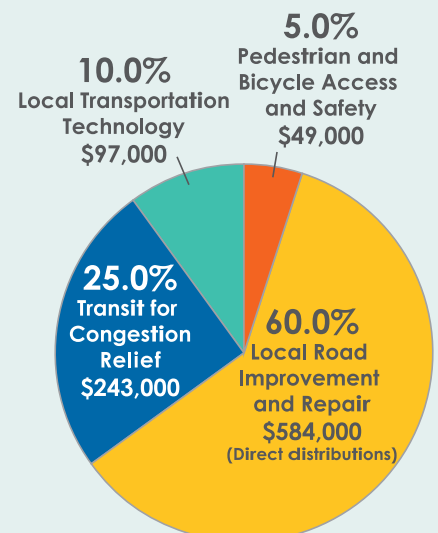 5.0%
Pedestrian and
Bicycle Access
and Safety
$49,000
10.0%
Local Transportation
Technology
$97,000
25.0%
Transit for
Congestion
Relief
$243,000
60.0%
Local Road
Improvement
and Repair
$584,000
(Direct distributions)